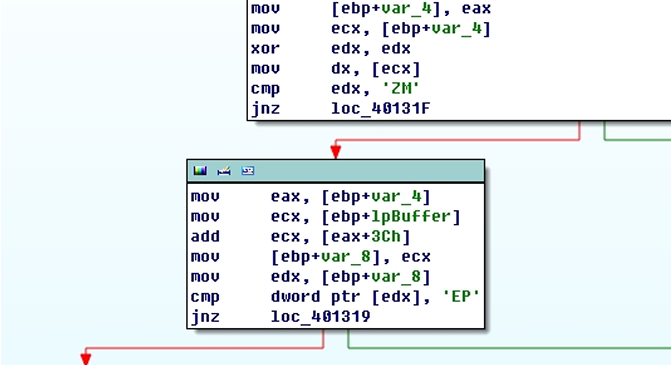 mov [ebp+var_4], eax
mov ecx, [ebp+var_4]
xor edx, edx
mov dx, [ecx]
cmp edx, 'ZM'
jnz loc_40131F
mov eax, [ebp+var_4]
mov ecx, [ebp+lpBuffer]
add ecx, [eax+3Ch]
mov [ebp+var_8], ecx
mov edx, [ebp+var_8]
cmp dword ptr [edx], 'EP'
jnz loc_401319